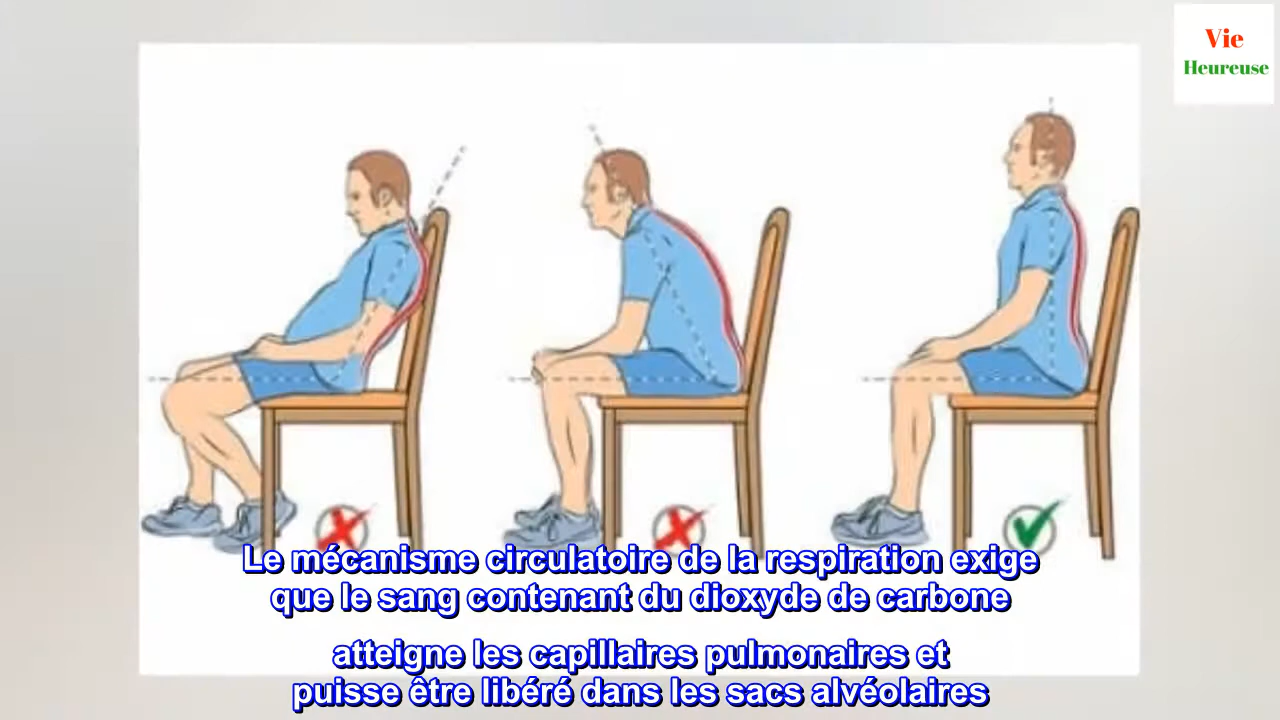 Vie
Heureuse
Le mécanisme circulatoire de la respiration exige
que le sang contenant du dioxyde de carbone
atteigne les capillaires pulmonaires et
puisse être libéré dans les sacs alvéolaires